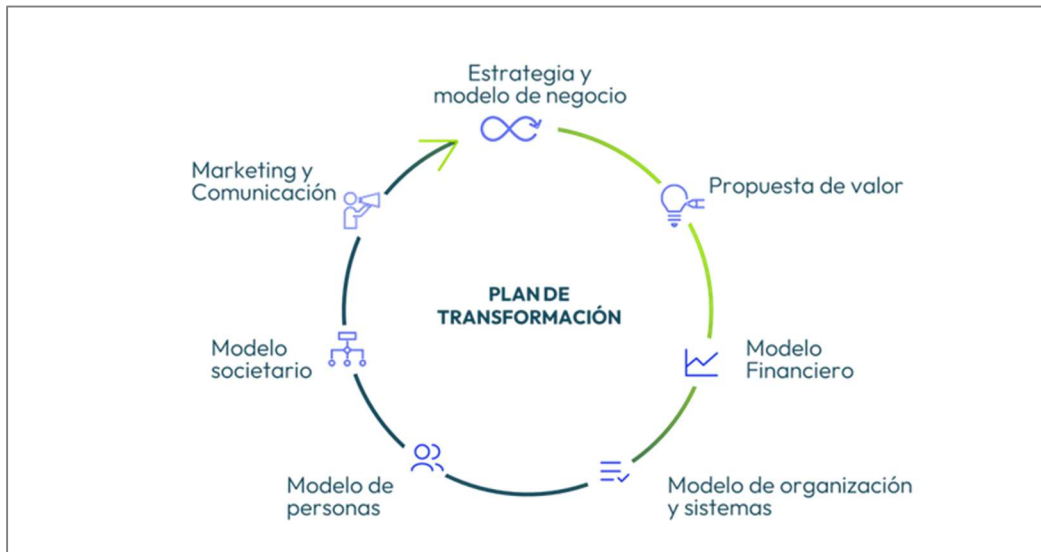 Estrategia y
modelo de negocio
Propuesta de valor
Modelo
Financiero
Modelo de organización
y sistemas
Modelo de
personas
Modelo
societario
Marketing y
Comunicación
PLAN DE
TRANSFORMACIÓN